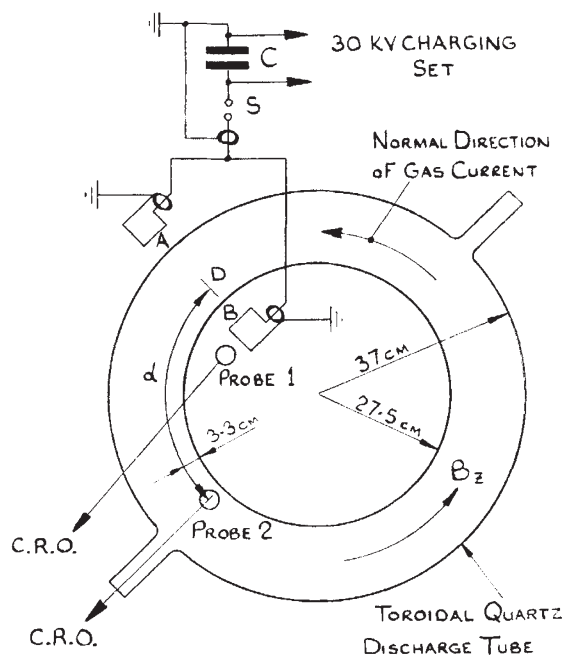 C
30 KV CHARGING
SET
S
NORMAL DIRECTION
OF GAS CURRENT
A
D
B
PROBE 1
37 CM
27.5 CM
α
3.3 CM
Bz
PROBE 2
C.R.O.
C.R.O.
TOROIDAL QUARTZ
DISCHARGE TUBE